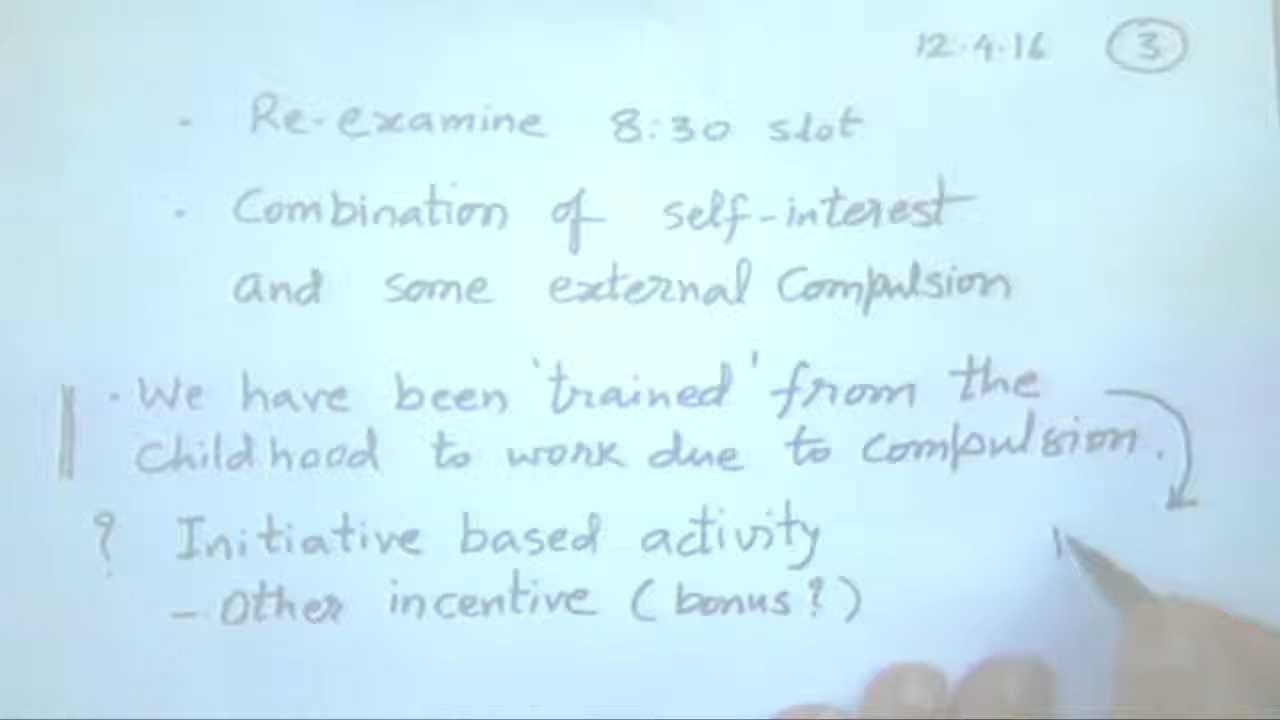 12.4.16 3
- Re-examine 8:30 slot
- Combination of self-interest
and some external Compulsion
· We have been 'trained' from the
childhood to work due to compulsion.
? Initiative based activity
- Other incentive (bonus?)